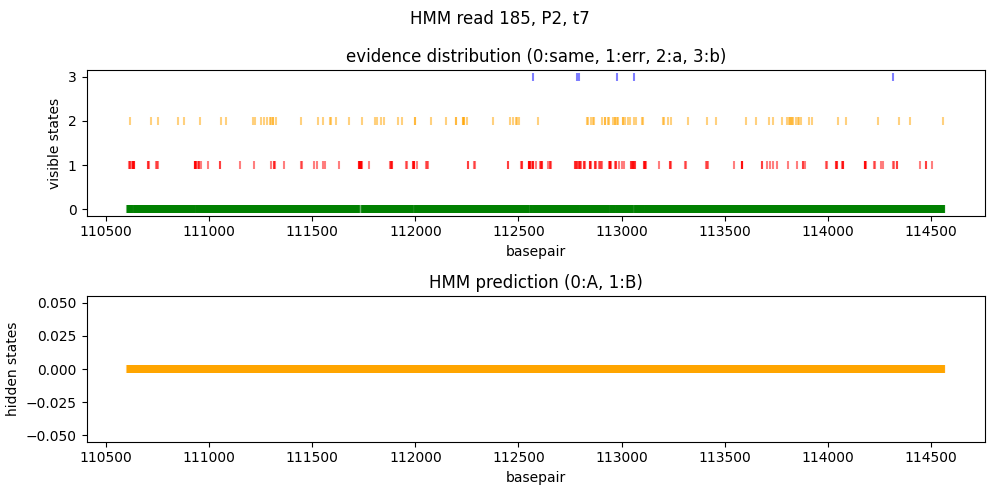 HMM read 185, P2, t7
evidence distribution (0:same, 1:err, 2:a, 3:b)
visible states
3
2
1
0
110500 111000 111500 112000 112500 113000 113500 114000 114500
basepair
HMM prediction (0:A, 1:B)
hidden states
0.050
0.025
0.000
−0.025
−0.050
110500 111000 111500 112000 112500 113000 113500 114000 114500
basepair